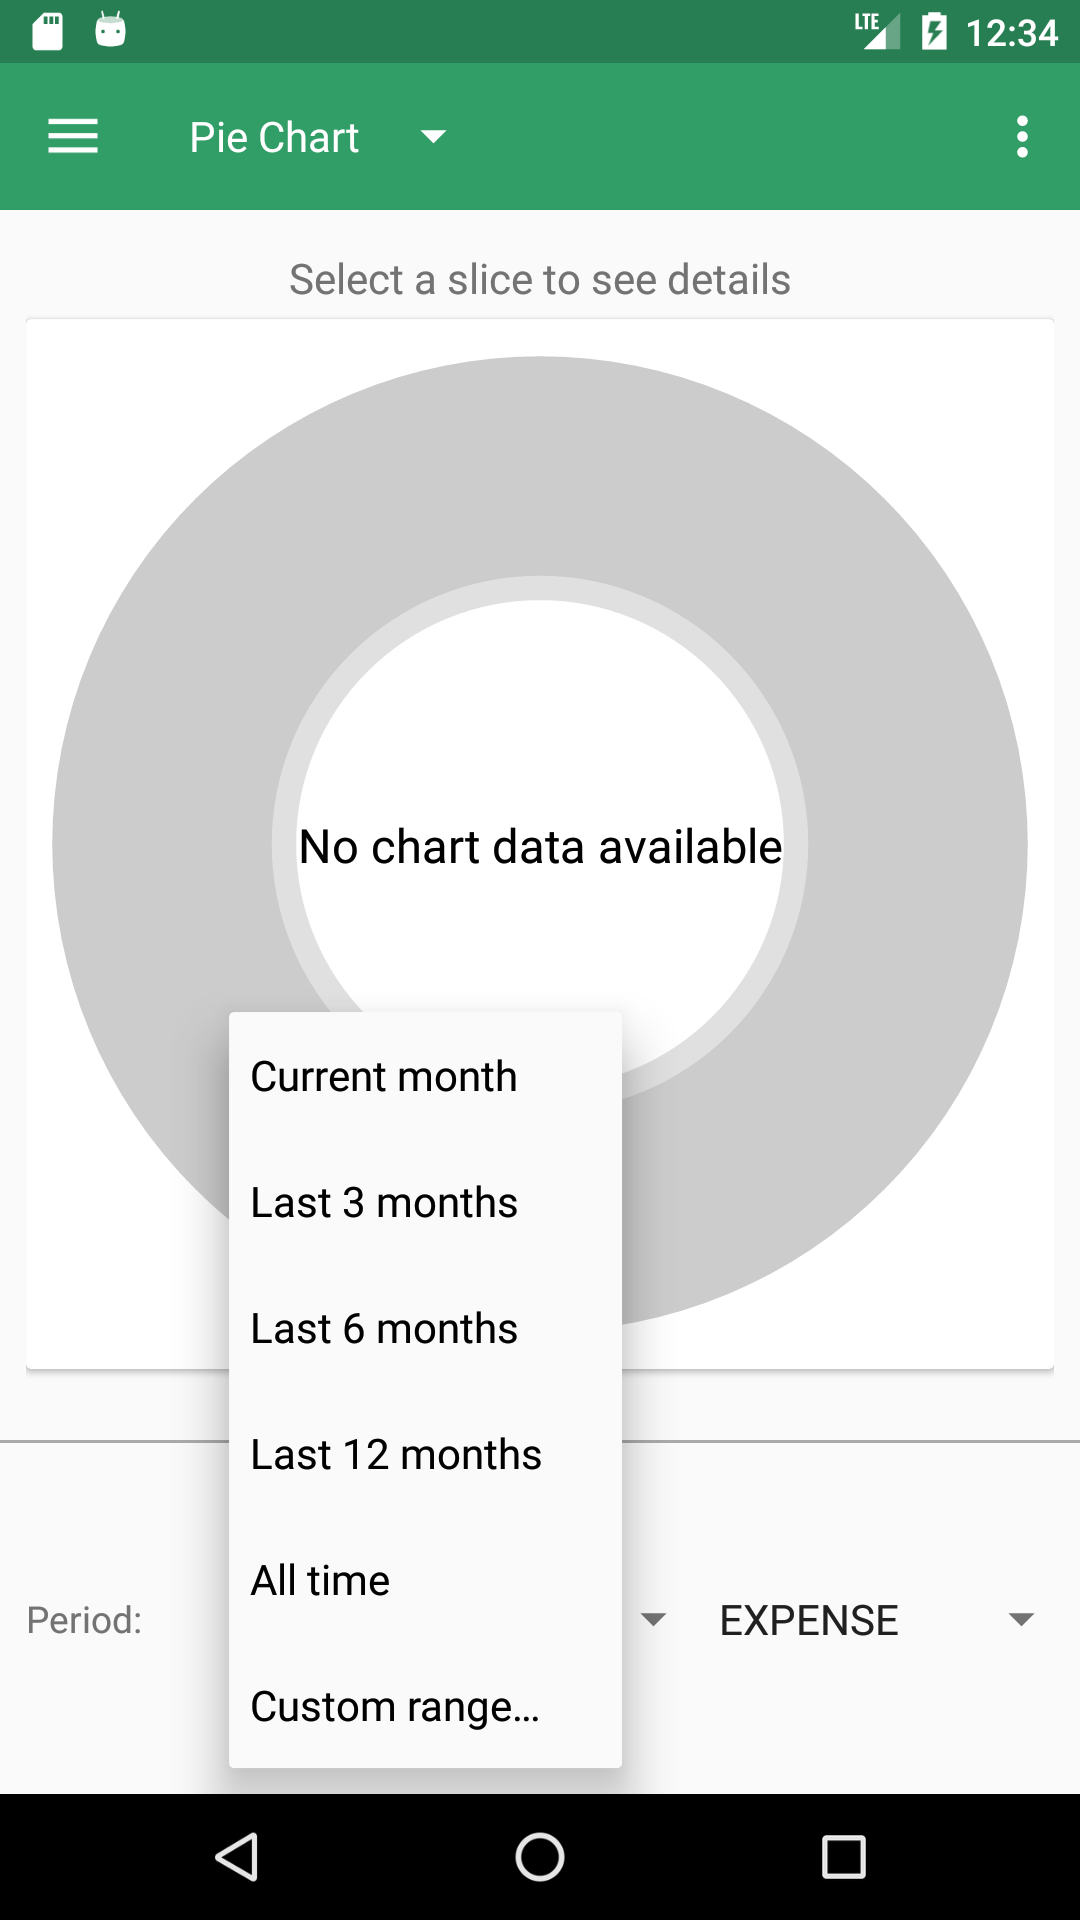 LTE 12:34
Pie Chart
Select a slice to see details
No chart data available
Current month
Last 3 months
Last 6 months
Last 12 months
All time
Custom range...
Period:
EXPENSE